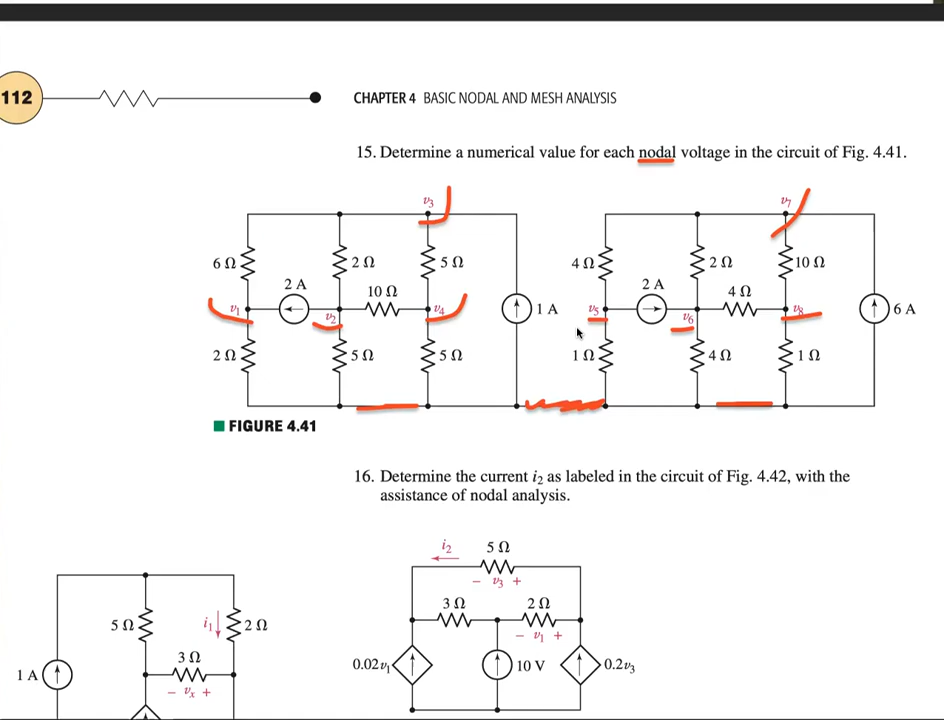 112
CHAPTER 4 BASIC NODAL AND MESH ANALYSIS
15. Determine a numerical value for each nodal voltage in the circuit of Fig. 4.41.
v3
v7
6 Ω
2 Ω
5 Ω
4 Ω
2 Ω
10 Ω
2 A
10 Ω
2 A
4 Ω
v1
v2
v4
1 A
v5
v6
v8
6 A
2 Ω
5 Ω
5 Ω
1 Ω
4 Ω
1 Ω
FIGURE 4.41
16. Determine the current i2 as labeled in the circuit of Fig. 4.42, with the
assistance of nodal analysis.
i2 5 Ω
− v3 +
5 Ω
i1
2 Ω
3 Ω
2 Ω
− v1 +
3 Ω
1 A
− vx +
0.02v1
10 V
0.2v3